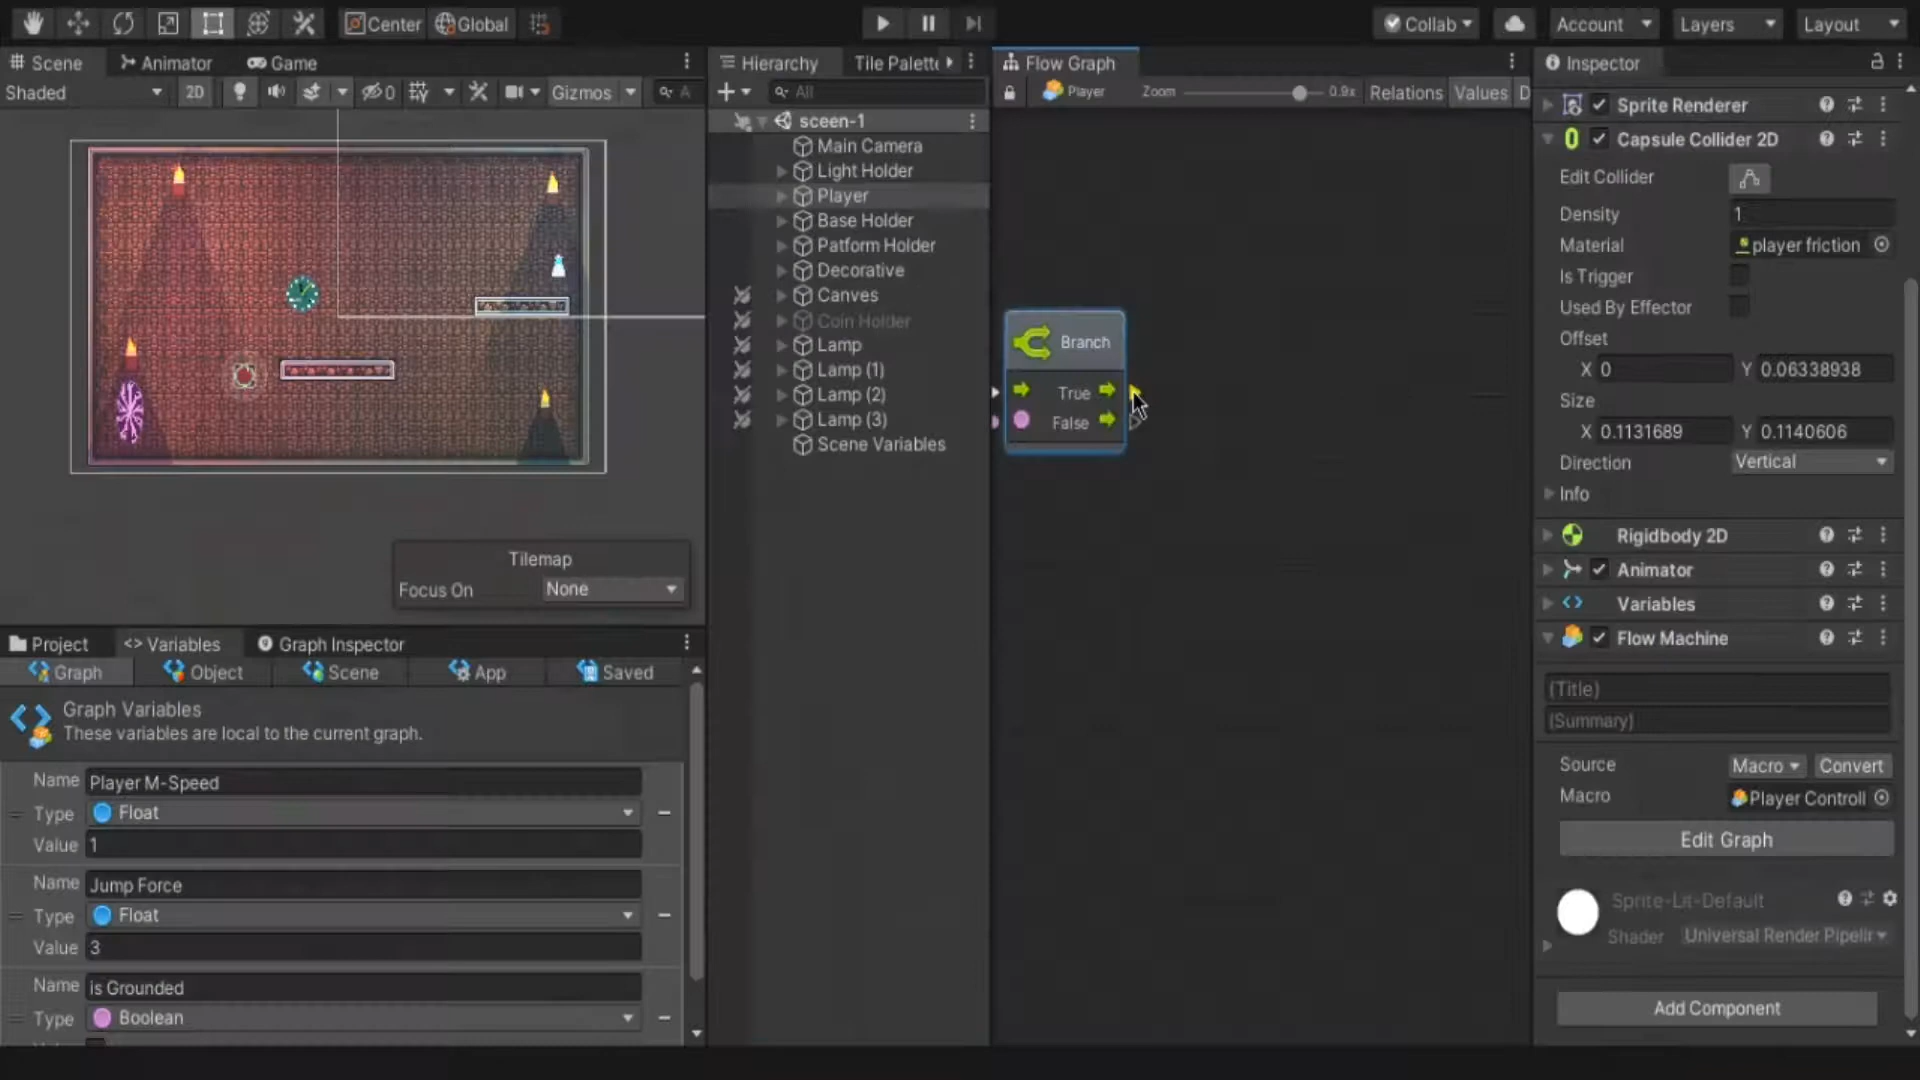 Center
Global
Collab
Account
Layers
Layout
Scene
Animator
Game
Shaded
2D
0
Gizmos
A
Tilemap
Focus On
None
Hierarchy
Tile Palette
All
sceen-1
Main Camera
Light Holder
Player
Base Holder
Patform Holder
Decorative
Canves
Coin Holder
Lamp
Lamp (1)
Lamp (2)
Lamp (3)
Scene Variables
Flow Graph
Player
Zoom
0.9x
Relations
Values
D
Branch
True
False
Inspector
Sprite Renderer
Capsule Collider 2D
Edit Collider
Density
1
Material
player friction
Is Trigger
Used By Effector
Offset
X 0
Y 0.06338938
Size
X 0.1131689
Y 0.1140606
Direction
Vertical
Info
Rigidbody 2D
Animator
Variables
Flow Machine
(Title)
(Summary)
Source
Macro
Convert
Macro
Player Controll
Edit Graph
Sprite-Lit-Default
Shader
Universal Render Pipelir
Add Component
Project
Variables
Graph Inspector
Graph
Object
Scene
App
Saved
Graph Variables
These variables are local to the current graph.
Name Player M-Speed
Type Float
Value 1
Name Jump Force
Type Float
Value 3
Name is Grounded
Type Boolean